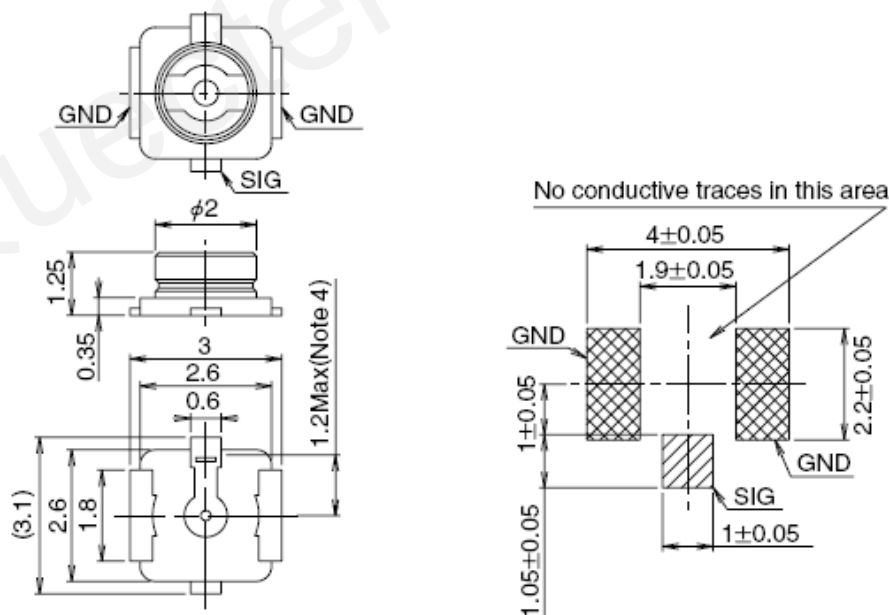 GND
GND
SIG
ϕ2
1.25
0.35
3
2.6
0.6
1.2Max(Note 4)
(3.1)
2.6
1.8
No conductive traces in this area
4±0.05
1.9±0.05
GND
1±0.05
2.2±0.05
GND
SIG
1±0.05
1.05±0.05